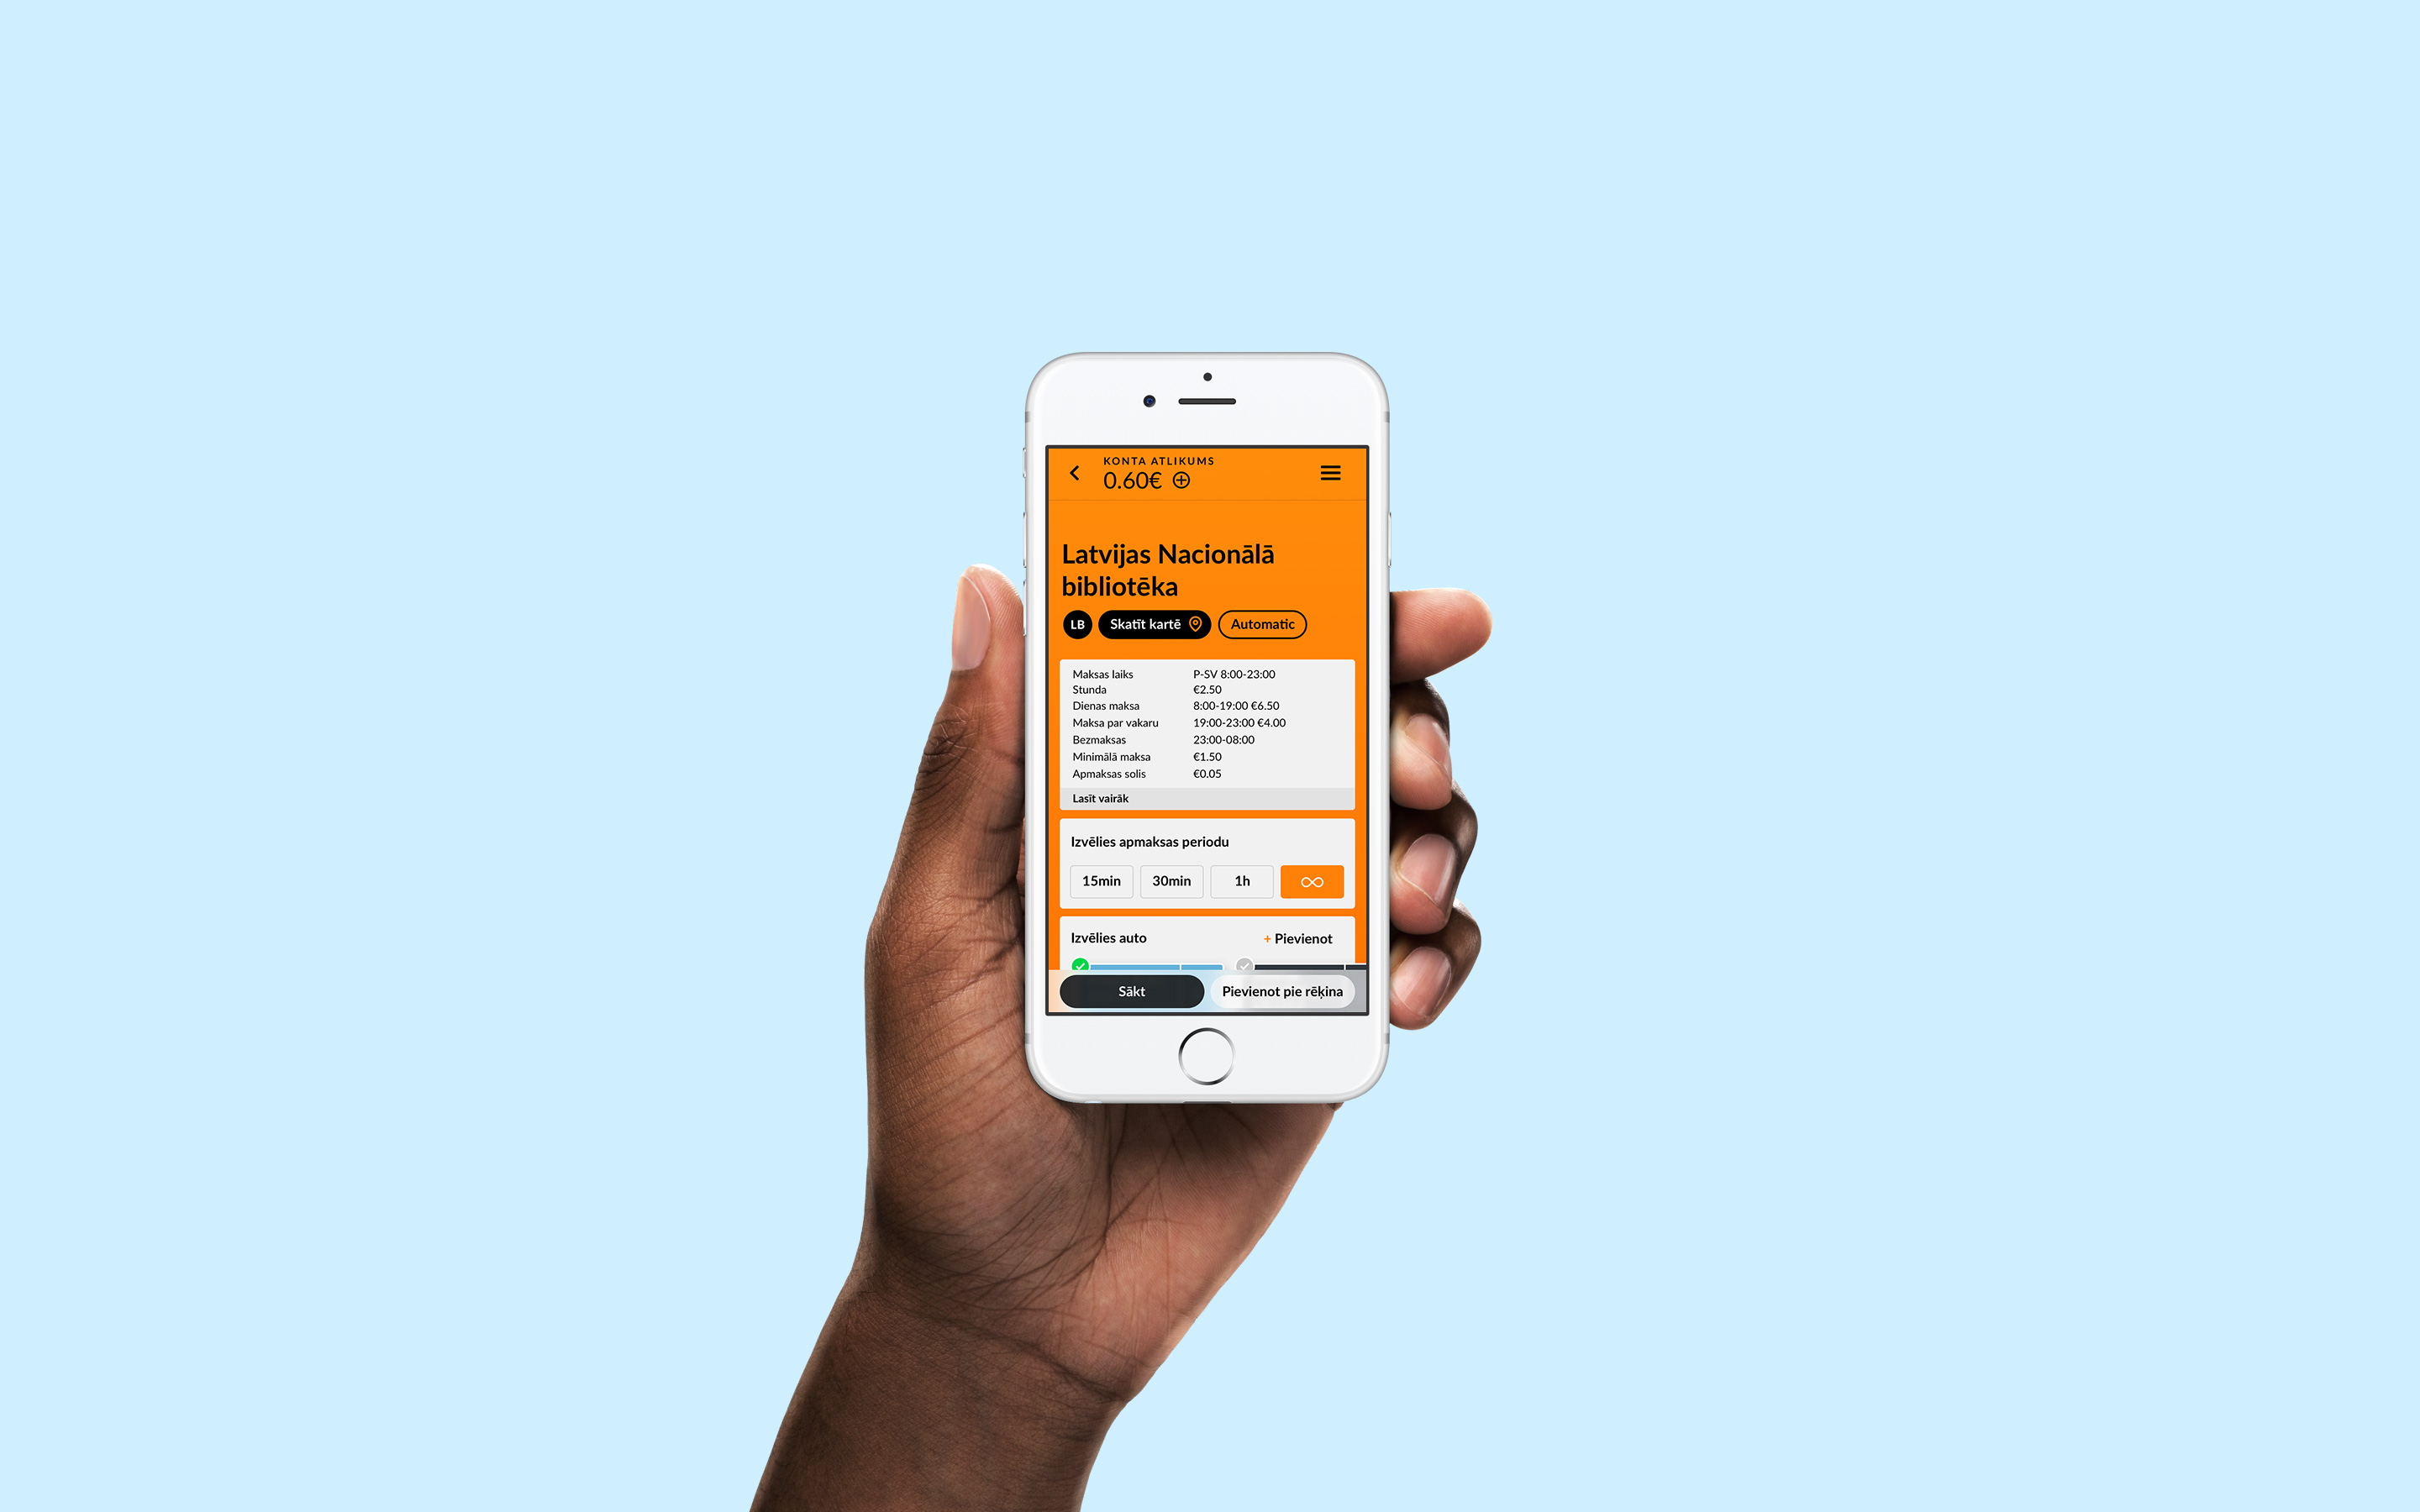 KONTA ATLIKUMS
0.60€
Latvijas Nacionālā
bibliotēka
LB Skatīt kartē Automatic
Maksas laiks P-SV 8:00-23:00
Stunda €2.50
Dienas maksa 8:00-19:00 €6.50
Maksa par vakaru 19:00-23:00 €4.00
Bezmaksas 23:00-08:00
Minimālā maksa €1.50
Apmaksas solis €0.05
Lasīt vairāk
Izvēlies apmaksas periodu
15min 30min 1h ∞
Izvēlies auto + Pievienot
Sākt Pievienot pie rēķina